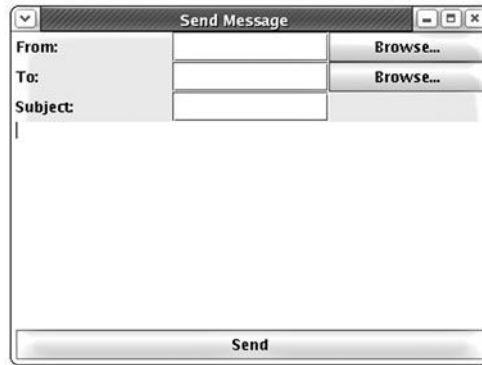 Send Message
From: Browse...
To: Browse...
Subject:
Send